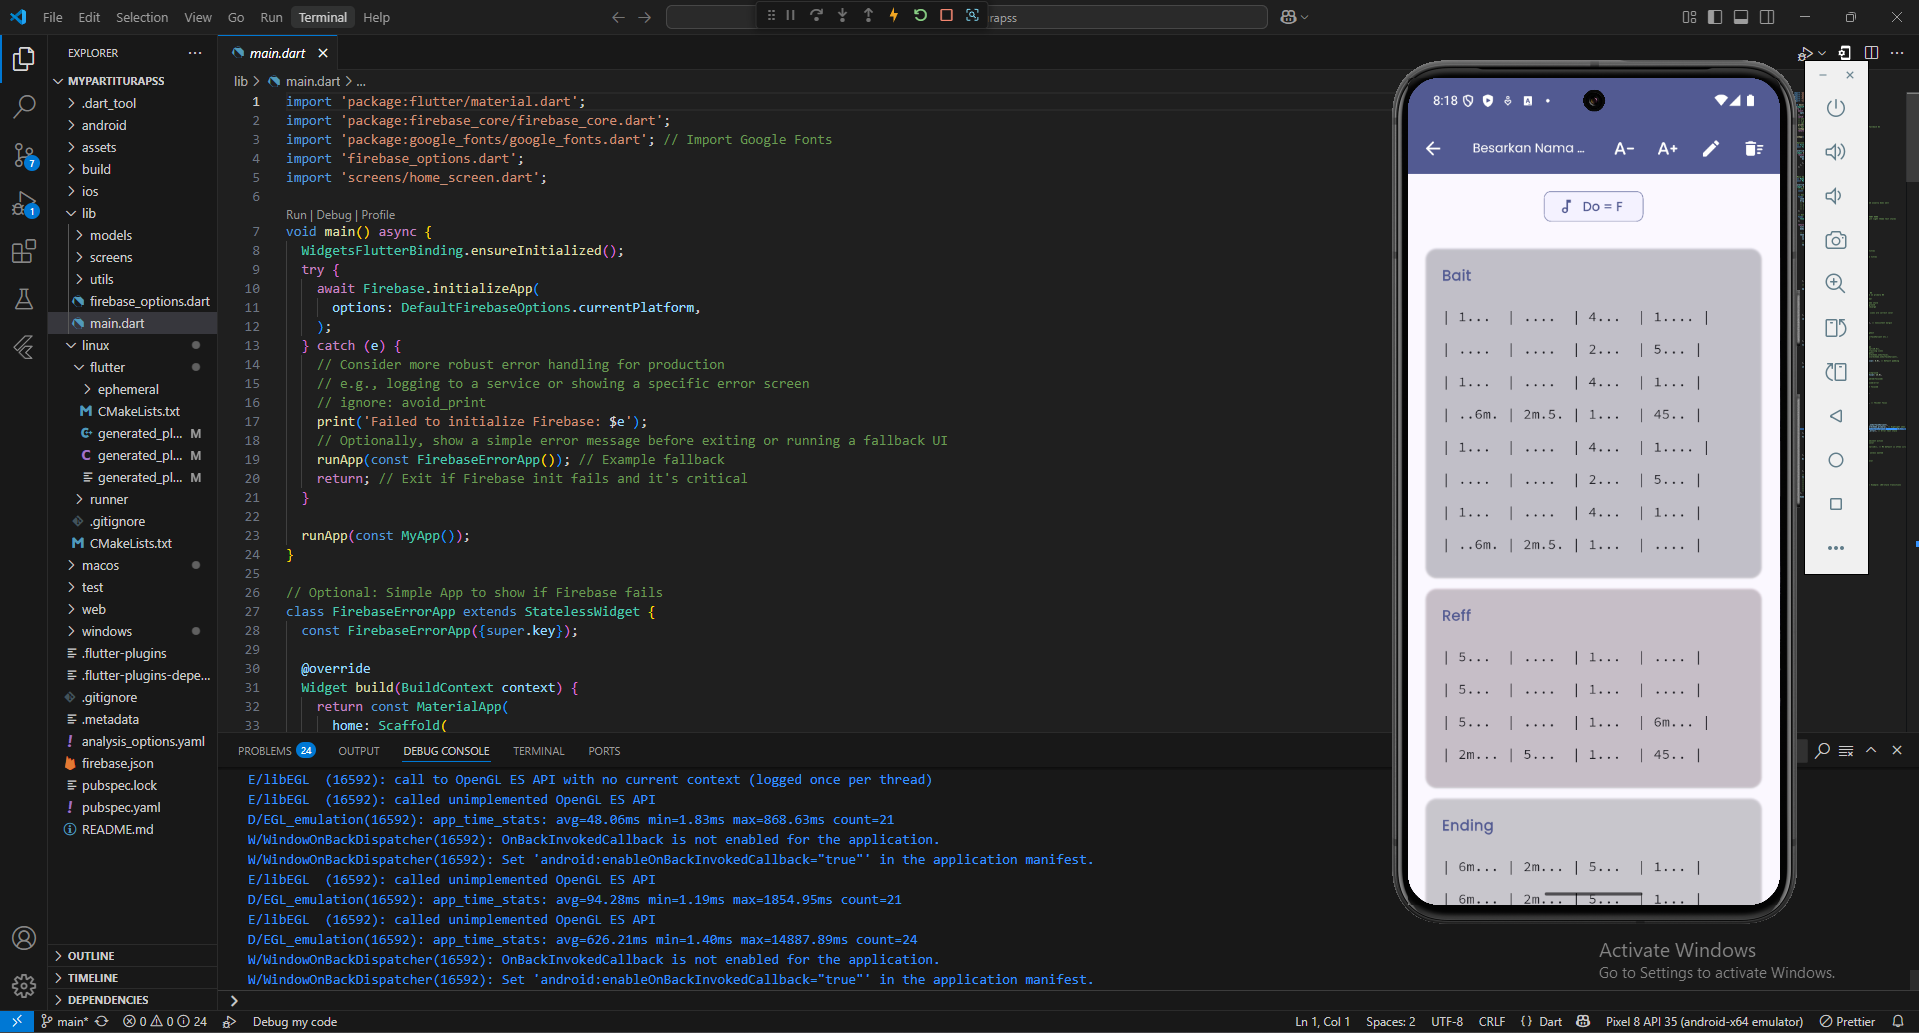 File Edit Selection View Go Run Terminal Help
rapss
EXPLORER
MYPARTITURAPSS
.dart_tool
android
assets
build
ios
lib
models
screens
utils
firebase_options.dart
main.dart
linux
flutter
ephemeral
CMakeLists.txt
generated_pl... M
generated_pl... M
generated_pl... M
runner
.gitignore
CMakeLists.txt
macos
test
web
windows
.flutter-plugins
.flutter-plugins-depe...
.gitignore
.metadata
analysis_options.yaml
firebase.json
pubspec.lock
pubspec.yaml
README.md
OUTLINE
TIMELINE
DEPENDENCIES
7
1
main.dart
lib > main.dart > ...
1 import 'package:flutter/material.dart';
2 import 'package:firebase_core/firebase_core.dart';
3 import 'package:google_fonts/google_fonts.dart'; // Import Google Fonts
4 import 'firebase_options.dart';
5 import 'screens/home_screen.dart';
6
Run | Debug | Profile
7 void main() async {
8 WidgetsFlutterBinding.ensureInitialized();
9 try {
10 await Firebase.initializeApp(
11 options: DefaultFirebaseOptions.currentPlatform,
12 );
13 } catch (e) {
14 // Consider more robust error handling for production
15 // e.g., logging to a service or showing a specific error screen
16 // ignore: avoid_print
17 print('Failed to initialize Firebase: $e');
18 // Optionally, show a simple error message before exiting or running a fallback UI
19 runApp(const FirebaseErrorApp()); // Example fallback
20 return; // Exit if Firebase init fails and it's critical
21 }
22
23 runApp(const MyApp());
24 }
25
26 // Optional: Simple App to show if Firebase fails
27 class FirebaseErrorApp extends StatelessWidget {
28 const FirebaseErrorApp({super.key});
29
30 @override
31 Widget build(BuildContext context) {
32 return const MaterialApp(
33 home: Scaffold(
PROBLEMS 24 OUTPUT DEBUG CONSOLE TERMINAL PORTS
E/libEGL (16592): call to OpenGL ES API with no current context (logged once per thread)
E/libEGL (16592): called unimplemented OpenGL ES API
D/EGL_emulation(16592): app_time_stats: avg=48.06ms min=1.83ms max=868.63ms count=21
W/WindowOnBackDispatcher(16592): OnBackInvokedCallback is not enabled for the application.
W/WindowOnBackDispatcher(16592): Set 'android:enableOnBackInvokedCallback="true"' in the application manifest.
E/libEGL (16592): called unimplemented OpenGL ES API
D/EGL_emulation(16592): app_time_stats: avg=94.28ms min=1.19ms max=1854.95ms count=21
E/libEGL (16592): called unimplemented OpenGL ES API
D/EGL_emulation(16592): app_time_stats: avg=626.21ms min=1.40ms max=14887.89ms count=24
W/WindowOnBackDispatcher(16592): OnBackInvokedCallback is not enabled for the application.
W/WindowOnBackDispatcher(16592): Set 'android:enableOnBackInvokedCallback="true"' in the application manifest.
8:18
Besarkan Nama ... A- A+
Do = F
Bait
| 1... | .... | 4... | 1.... |
| .... | .... | 2... | 5... |
| 1... | .... | 4... | 1... |
| ..6m. | 2m.5. | 1... | 45.. |
| 1... | .... | 4... | 1.... |
| .... | .... | 2... | 5... |
| 1... | .... | 4... | 1... |
| ..6m. | 2m.5. | 1... | .... |
Reff
| 5... | .... | 1... | .... |
| 5... | .... | 1... | .... |
| 5... | .... | 1... | 6m... |
| 2m... | 5... | 1... | 45.. |
Ending
| 6m... | 2m... | 5... | 1... |
| 6m... | 2m... | 5... | 1... |
Activate Windows
Go to Settings to activate Windows.
main* 0 0 24 Debug my code Ln 1, Col 1 Spaces: 2 UTF-8 CRLF {} Dart Pixel 8 API 35 (android-x64 emulator) Prettier